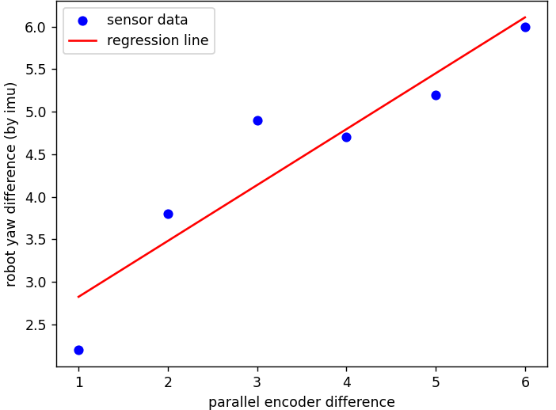 sensor data
regression line
robot yaw difference (by imu)
6.0
5.5
5.0
4.5
4.0
3.5
3.0
2.5
1 2 3 4 5 6
parallel encoder difference